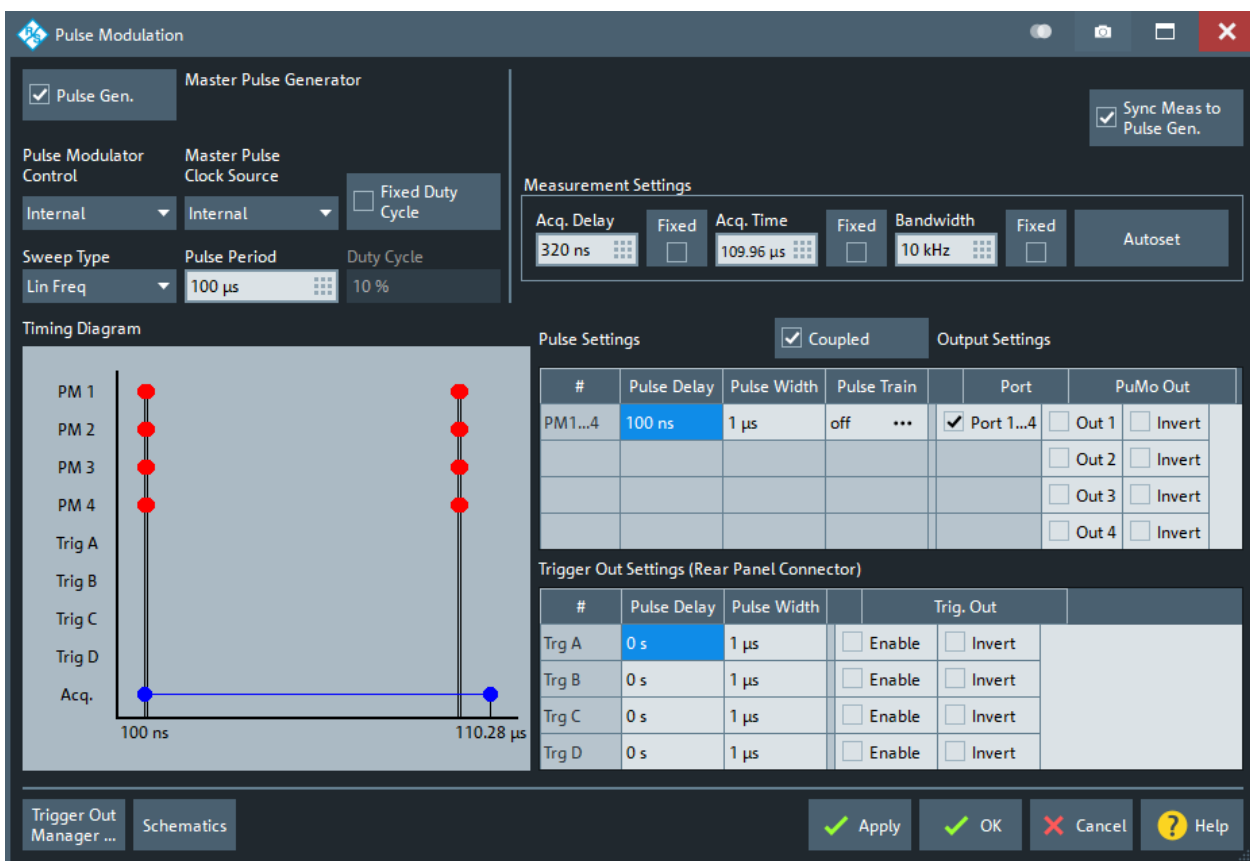 Pulse Modulation
Pulse Gen.
Master Pulse Generator
Sync Meas to
Pulse Gen.
Pulse Modulator
Control
Master Pulse
Clock Source
Internal
Internal
Fixed Duty
Cycle
Sweep Type
Pulse Period
Duty Cycle
Lin Freq
100 µs
10 %
Measurement Settings
Acq. Delay
Fixed
Acq. Time
Fixed
Bandwidth
Fixed
320 ns
109.96 µs
10 kHz
Autoset
Timing Diagram
PM 1
PM 2
PM 3
PM 4
Trig A
Trig B
Trig C
Trig D
Acq.
100 ns 110.28 µs
Pulse Settings
Coupled
Output Settings
# Pulse Delay Pulse Width Pulse Train Port PuMo Out
PM1...4 100 ns 1 µs off ••• Port 1...4 Out 1 Invert
Out 2 Invert
Out 3 Invert
Out 4 Invert
Trigger Out Settings (Rear Panel Connector)
# Pulse Delay Pulse Width Trig. Out
Trg A 0 s 1 µs Enable Invert
Trg B 0 s 1 µs Enable Invert
Trg C 0 s 1 µs Enable Invert
Trg D 0 s 1 µs Enable Invert
Trigger Out
Manager ...
Schematics
Apply
OK
Cancel
? Help